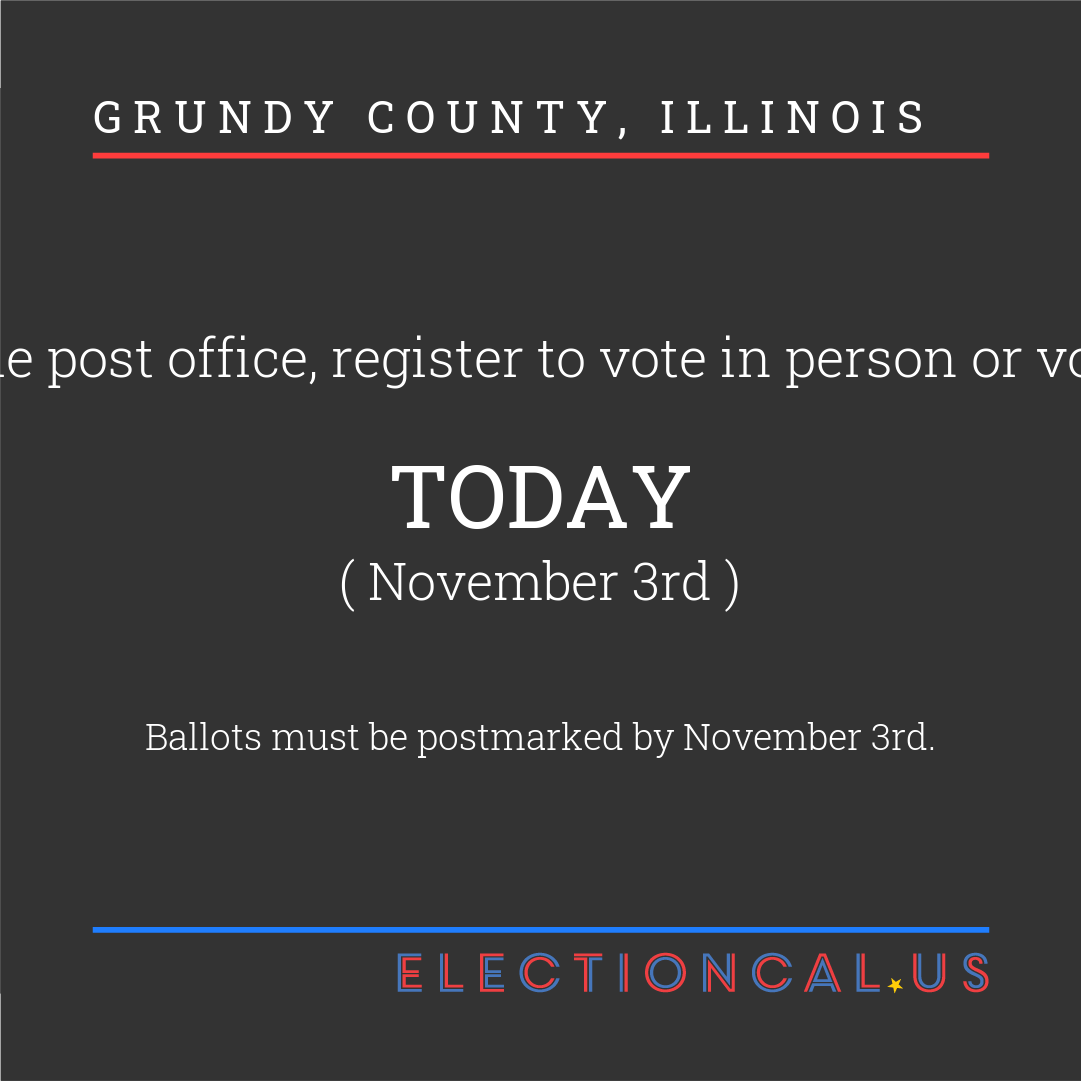 GRUNDY COUNTY, ILLINOIS
post office, register to vote in person or
TODAY
( November 3rd )
Ballots must be postmarked by November 3rd.
ELECTIONCAL.US